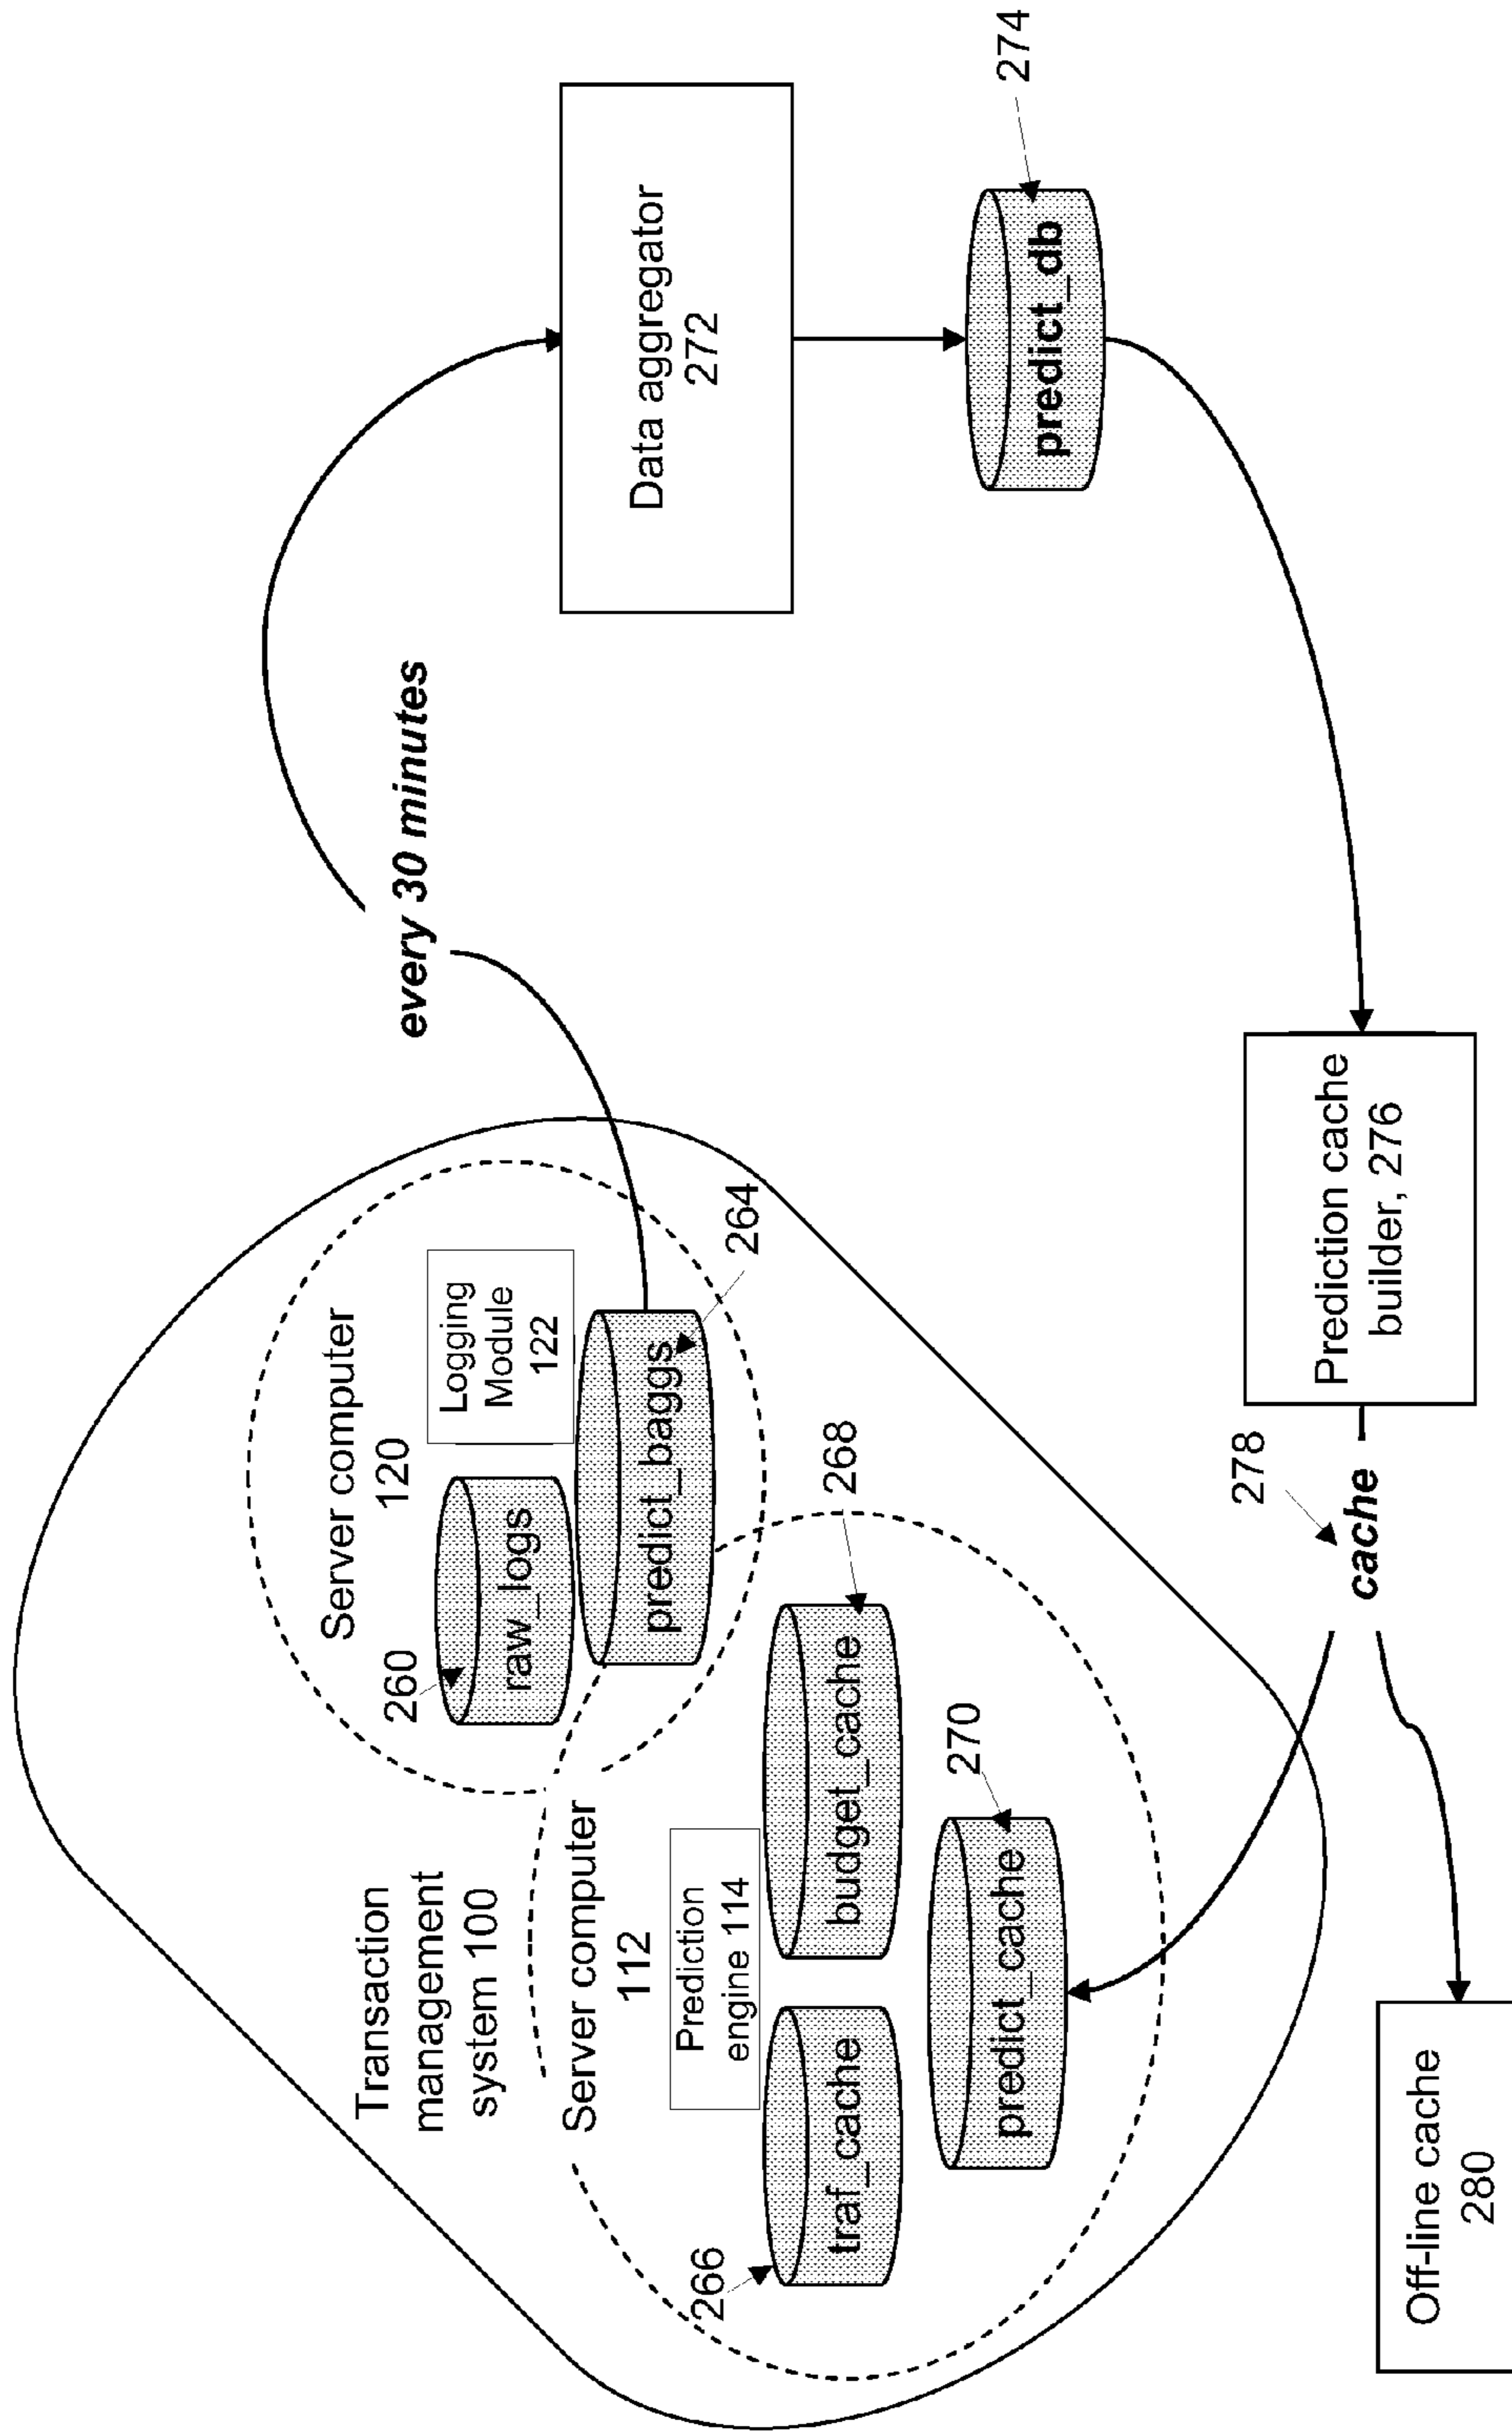 Transaction
management
system 100
Server computer
120
260
raw_logs
Logging
Module
122
predict_baggs
264
Server computer
112
Prediction
engine 114
266
traf_cache
budget_cache
268
predict_cache
270
every 30 minutes
Data aggregator
272
predict_db
274
Prediction cache
builder, 276
278
cache
Off-line cache
280